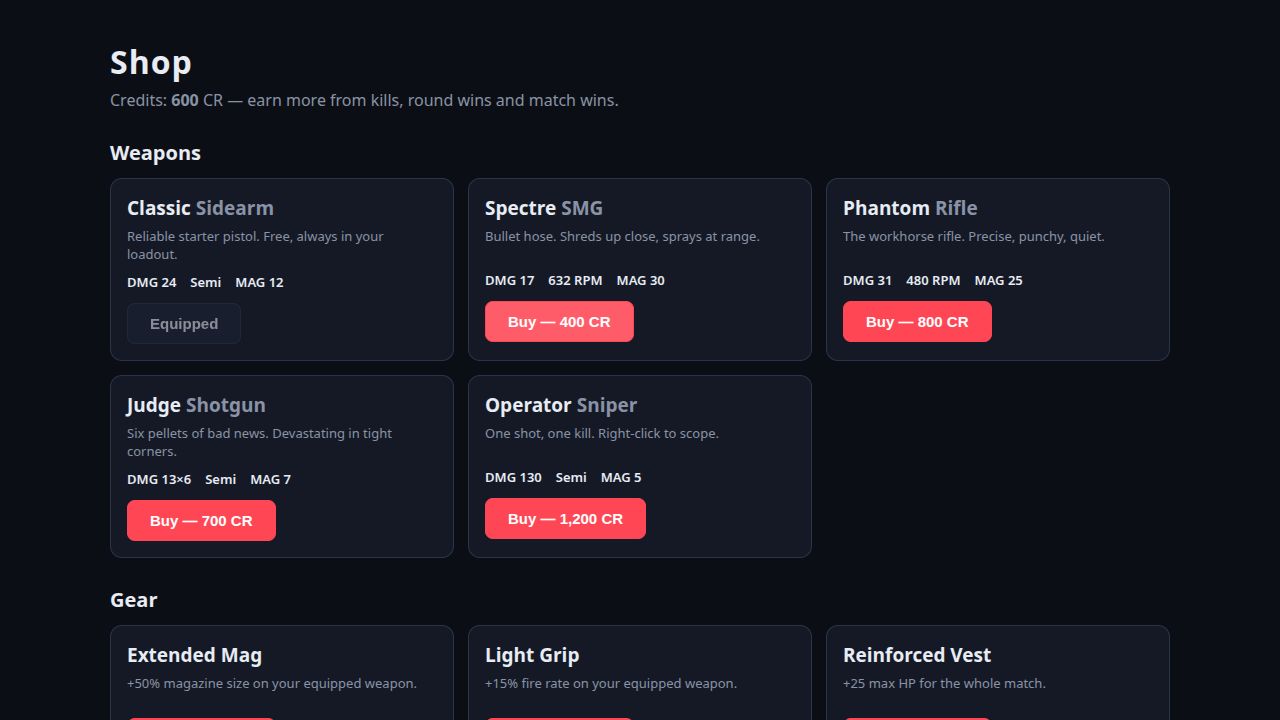 Shop
Credits: 600 CR — earn more from kills, round wins and match wins.
Weapons
Classic Sidearm
Reliable starter pistol. Free, always in your
loadout.
DMG 24 Semi MAG 12
Equipped
Spectre SMG
Bullet hose. Shreds up close, sprays at range.
DMG 17 632 RPM MAG 30
Buy — 400 CR
Phantom Rifle
The workhorse rifle. Precise, punchy, quiet.
DMG 31 480 RPM MAG 25
Buy — 800 CR
Judge Shotgun
Six pellets of bad news. Devastating in tight
corners.
DMG 13×6 Semi MAG 7
Buy — 700 CR
Operator Sniper
One shot, one kill. Right-click to scope.
DMG 130 Semi MAG 5
Buy — 1,200 CR
Gear
Extended Mag
+50% magazine size on your equipped weapon.
Light Grip
+15% fire rate on your equipped weapon.
Reinforced Vest
+25 max HP for the whole match.